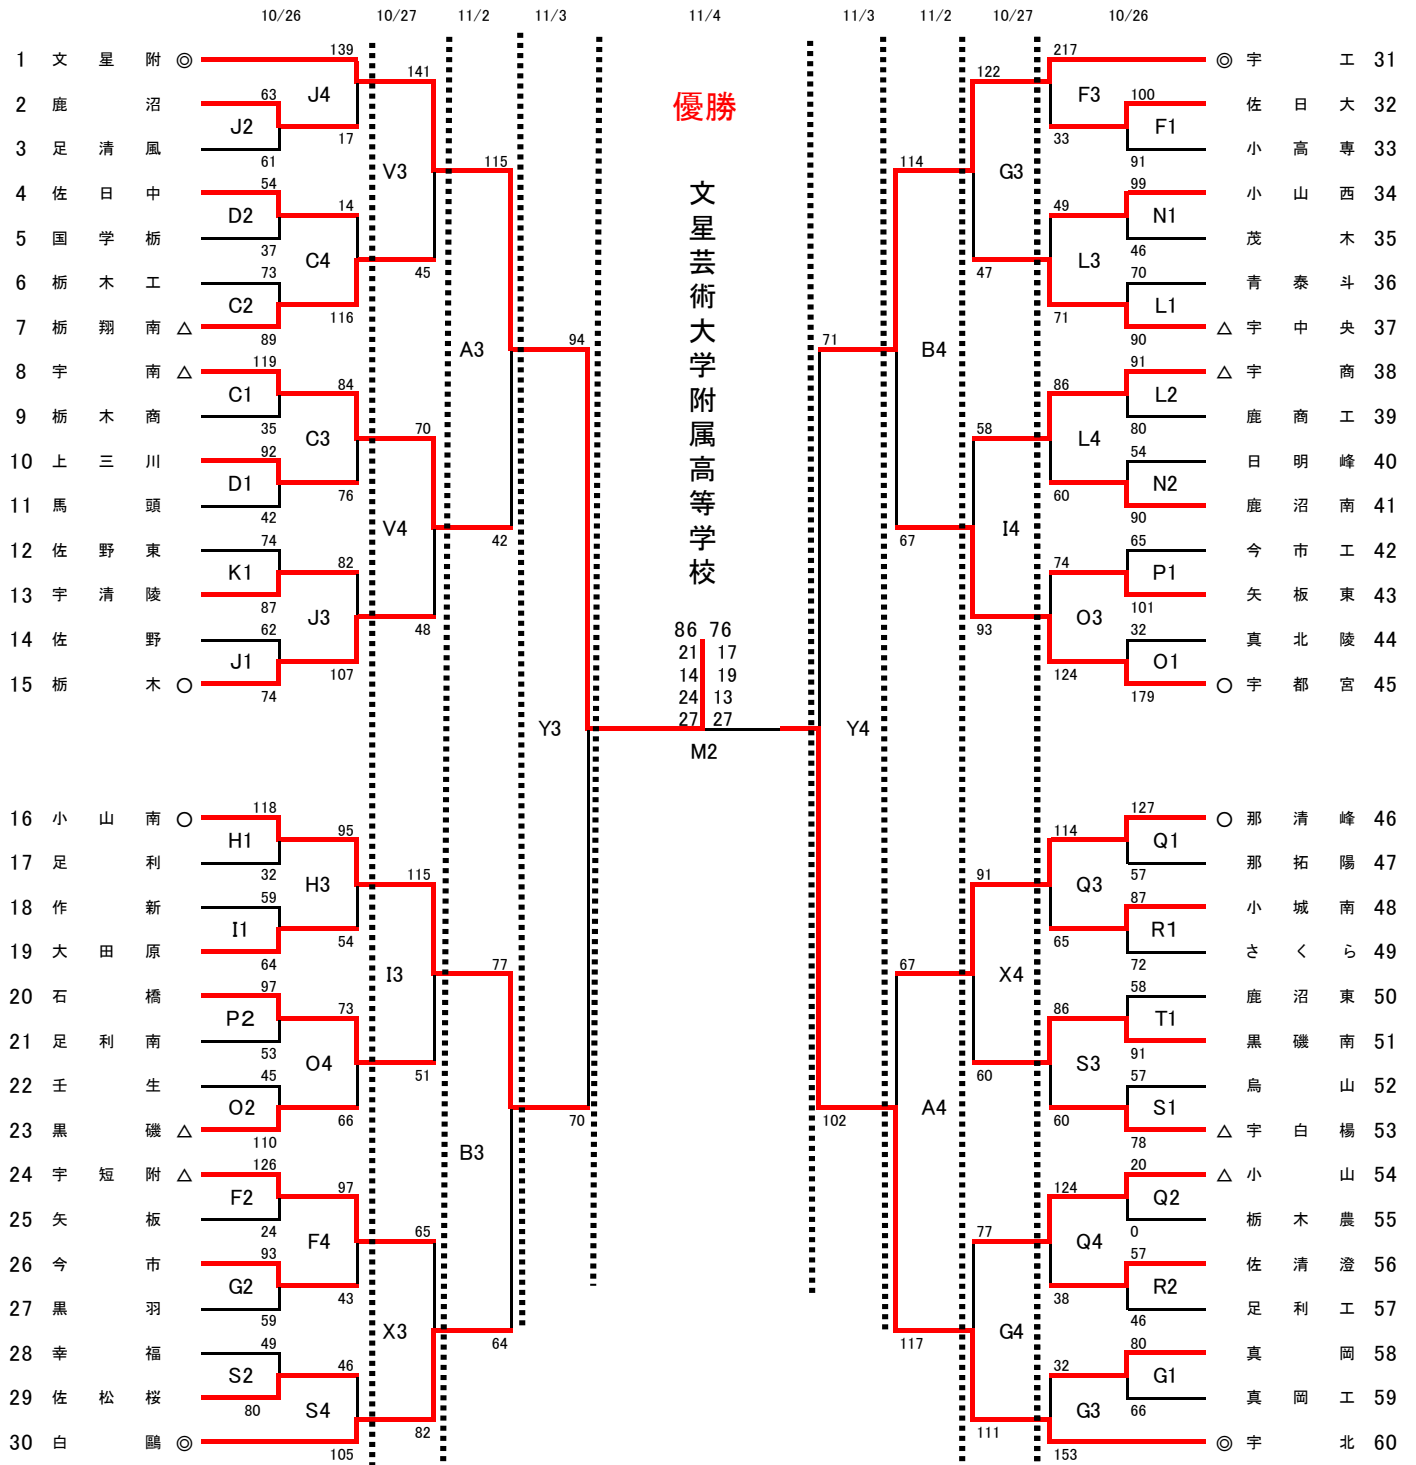 10/26 10/27 11/2 11/3 11/4 11/3 11/2 10/27 10/26
優勝
文星芸術大学附属高等学校
1 文星附 ◎
2 鹿沼
3 足清風
4 佐日中
5 国学栃
6 栃木工
7 栃翔南 △
8 宇南 △
9 栃木商
10 上三川
11 馬頭
12 佐野東
13 宇清陵
14 佐野
15 栃木 ○
16 小山南 ○
17 足利
18 作新
19 大田原
20 石橋
21 足利南
22 壬生
23 黒磯 △
24 宇短附 △
25 矢板
26 今市
27 黒羽
28 幸福
29 佐松桜
30 白鷗 ◎
139 J4 17
63 J2 61
54 D2 37
14 C4 116
73 C2 89
119 C1 35
84 C3 76
92 D1 42
74 K1 87
82 J3 107
62 J1 74
118 H1 32
95 H3 54
59 I1 64
97 P2 53
73 O4 66
45 O2 110
126 F2 24
97 F4 43
93 G2 59
49 S2 80
46 S4 105
141 V3 45
70 V4 48
115 I3 51
65 X3 82
115 A3 42
77 B3 64
94 Y3 70
86 76
21 17
14 19
24 13
27 27
M2
71 Y4 102
114 B4 67
67 A4 117
122 G3 47
58 I4 93
91 X4 60
77 G4 111
217 F3 33
100 F1 91
99 N1 46
49 L3 71
70 L1 90
91 L2 80
86 L4 60
54 N2 90
65 P1 101
74 O3 124
32 O1 179
127 Q1 57
114 Q3 65
87 R1 72
58 T1 91
86 S3 60
57 S1 78
20 Q2 0
124 Q4 38
57 R2 46
80 G1 66
32 G3 153
◎ 宇工 31
佐日大 32
小高専 33
小山西 34
茂木 35
青泰斗 36
△ 宇中央 37
△ 宇商 38
鹿商工 39
日明峰 40
鹿沼南 41
今市工 42
矢板東 43
真北陵 44
○ 宇都宮 45
○ 那清峰 46
那拓陽 47
小城南 48
さくら 49
鹿沼東 50
黒磯南 51
烏山 52
△ 宇白楊 53
△ 小山 54
栃木農 55
佐清澄 56
足利工 57
真岡 58
真岡工 59
◎ 宇北 60